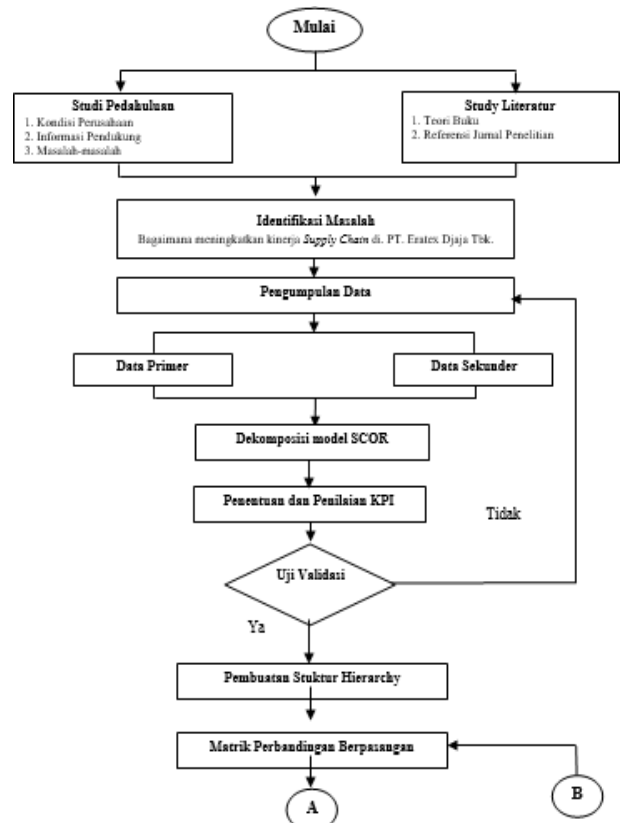 Mulai
Studi Pedahuluan
1. Kondisi Perusahaan
2. Informasi Pendukung
3. Masalah-masalah
Study Literatur
1. Teori Buku
2. Referensi Jurnal Penelitian
Identifikasi Masalah
Bagaimana meningkatkan kinerja Supply Chain di. PT. Eratex Djaja Tbk.
Pengumpulan Data
Data Primer
Data Sekunder
Dekomposisi model SCOR
Penentuan dan Penilaian KPI
Tidak
Uji Validasi
Ya
Pembuatan Stuktur Hierarchy
Matrik Perbandingan Berpasangan
A
B